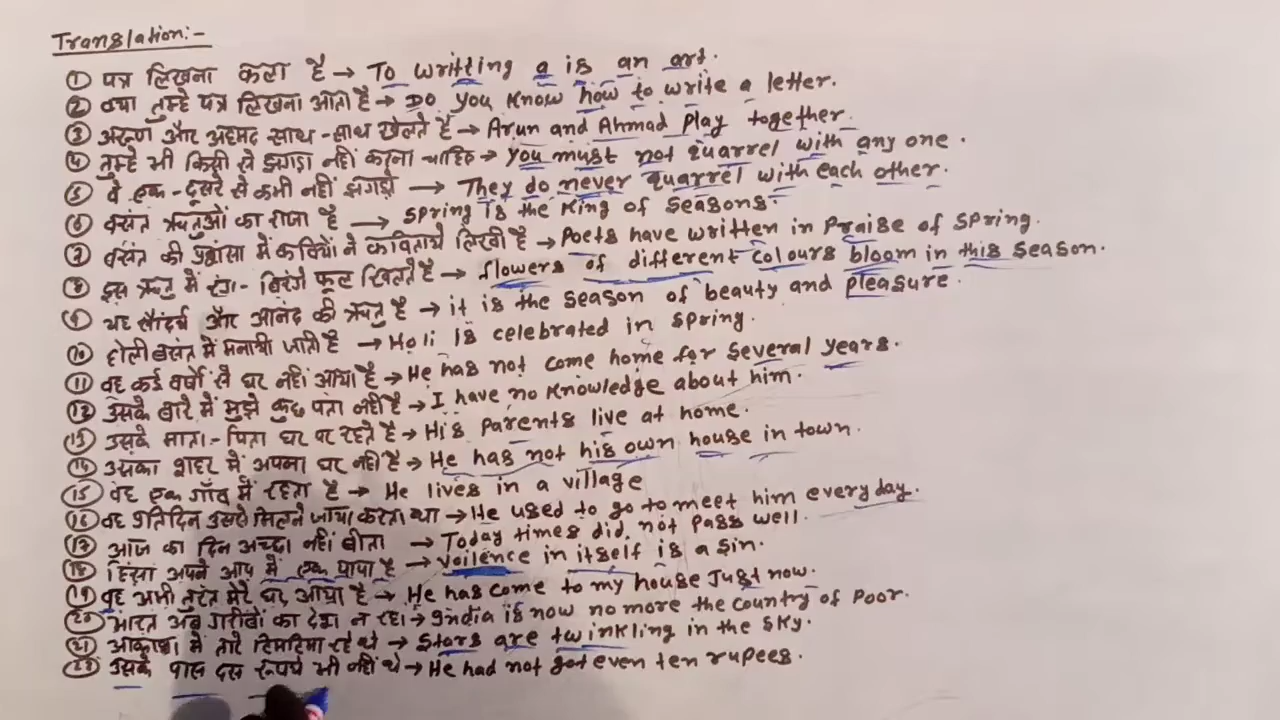 Translation:-
① पत्र लिखना कला है → To writting a is an art.
② क्या तुम्हे पत्र लिखना आता है → Do you know how to write a letter.
③ अरुण और अहमद साथ-साथ खेलते है → Arun and Ahmad play together.
④ तुम्हे भी किसी से झगड़ा नहीं करना चाहिए → you must not quarrel with any one.
⑤ वे एक-दूसरे से कभी नहीं झगड़ते → They do never quarrel with each other.
⑥ वसंत ऋतुओं का राजा है → spring is the King of seasons.
⑦ वसंत की प्रशंसा में कवियों ने कवितायें लिखी है → Poets have written in Praise of SPring.
⑧ इस ऋतु में रंग-बिरंगे फूल खिलते है → flowers of different colours bloom in this season.
⑨ यह सौंदर्य और आनंद की ऋतु है → it is the season of beauty and pleasure.
⑩ होली बसंत में मनायी जाती है → Holi is celebrated in spring.
⑪ वह कई वर्षो से घर नहीं आया है → He has not come home for several years.
⑫ उसके बारे में मुझे कुछ पता नहीं है → I have no knowledge about him.
⑬ उसके माता-पिता घर पर रहते है → His parents live at home.
⑭ उसका शहर में अपना घर नहीं है → He has not his own house in town.
⑮ वह एक गाँव में रहता है → He lives in a village
⑯ वह प्रतिदिन उससे मिलने जाया करता था → He used to go to meet him every day.
⑰ आज का दिन अच्छा नहीं बीता → Today times did not pass well.
⑱ हिंसा अपने आप में एक पाप है → voilence in itself is a sin.
⑲ वह अभी तुरंत मेरे घर आया है → He has come to my house Just now.
⑳ भारत अब गरीबों का देश न रहा → India is now no more the country of Poor.
㉑ आकाश में तारे टिमटिमा रहे थे → Stars are twinkling in the sky.
उसके पास दस रूपये भी नहीं थे → He had not got even ten rupees.